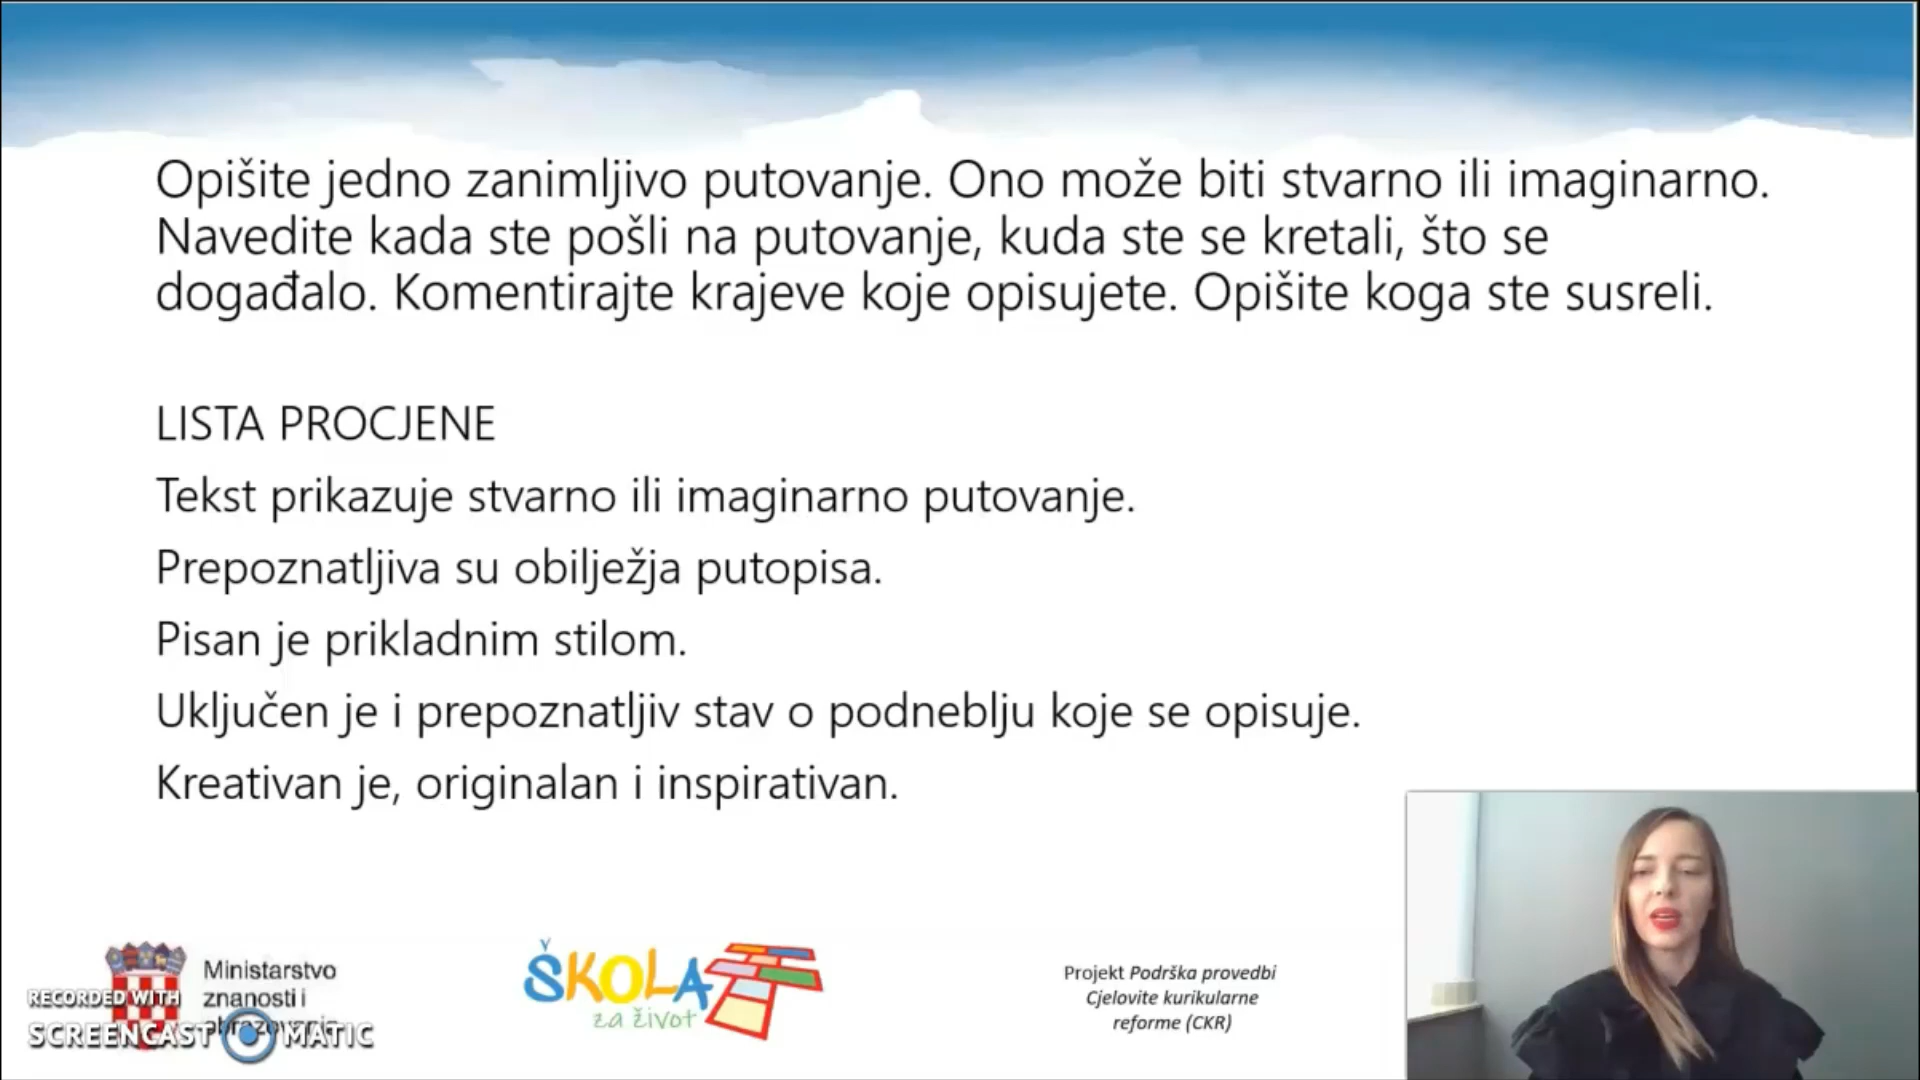 Opišite jedno zanimljivo putovanje. Ono može biti stvarno ili imaginarno.
Navedite kada ste pošli na putovanje, kuda ste se kretali, što se
događalo. Komentirajte krajeve koje opisujete. Opišite koga ste susreli.
LISTA PROCJENE
Tekst prikazuje stvarno ili imaginarno putovanje.
Prepoznatljiva su obilježja putopisa.
Pisan je prikladnim stilom.
Uključen je i prepoznatljiv stav o podneblju koje se opisuje.
Kreativan je, originalan i inspirativan.
Ministarstvo
znanosti i
RECORDED WITH
SCREENCAST MATIC
ŠKOLA
za život
Projekt Podrška provedbi
Cjelovite kurikularne
reforme (CKR)